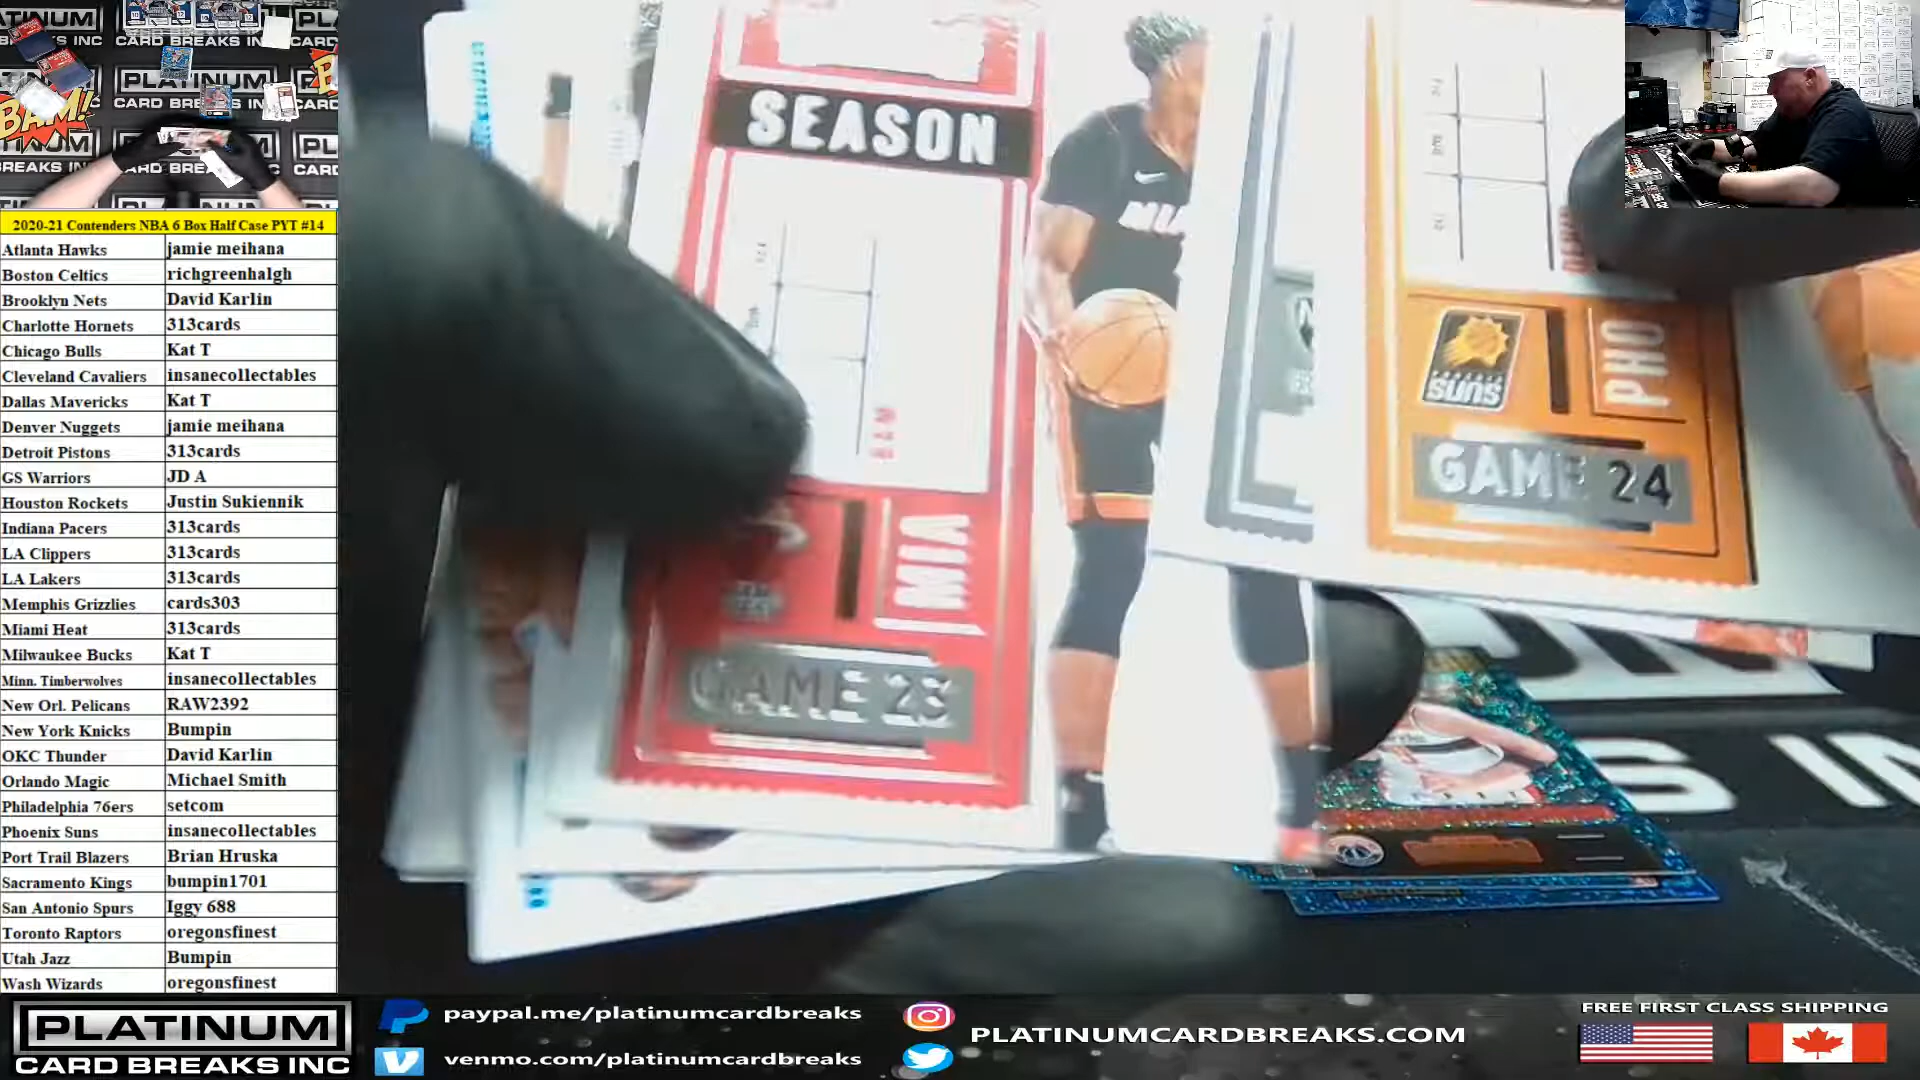 PLATINUM
CARD BREAKS INC
2020-21 Contenders NBA 6 Box Half Case PYT #14
Atlanta Hawks jamie meihana
Boston Celtics richgreenhalgh
Brooklyn Nets David Karlin
Charlotte Hornets 313cards
Chicago Bulls Kat T
Cleveland Cavaliers insanecollectables
Dallas Mavericks Kat T
Denver Nuggets jamie meihana
Detroit Pistons 313cards
GS Warriors JD A
Houston Rockets Justin Sukiennik
Indiana Pacers 313cards
LA Clippers 313cards
LA Lakers 313cards
Memphis Grizzlies cards303
Miami Heat 313cards
Milwaukee Bucks Kat T
Minn. Timberwolves insanecollectables
New Orl. Pelicans RAW2392
New York Knicks Bumpin
OKC Thunder David Karlin
Orlando Magic Michael Smith
Philadelphia 76ers setcom
Phoenix Suns insanecollectables
Port Trail Blazers Brian Hruska
Sacramento Kings bumpin1701
San Antonio Spurs Iggy 688
Toronto Raptors oregonsfinest
Utah Jazz Bumpin
Wash Wizards oregonsfinest
SEASON
MIA
GAME 23
PHO
SUNS
GAME 24
S IN
PLATINUM
CARD BREAKS INC
paypal.me/platinumcardbreaks
venmo.com/platinumcardbreaks
PLATINUMCARDBREAKS.COM
FREE FIRST CLASS SHIPPING